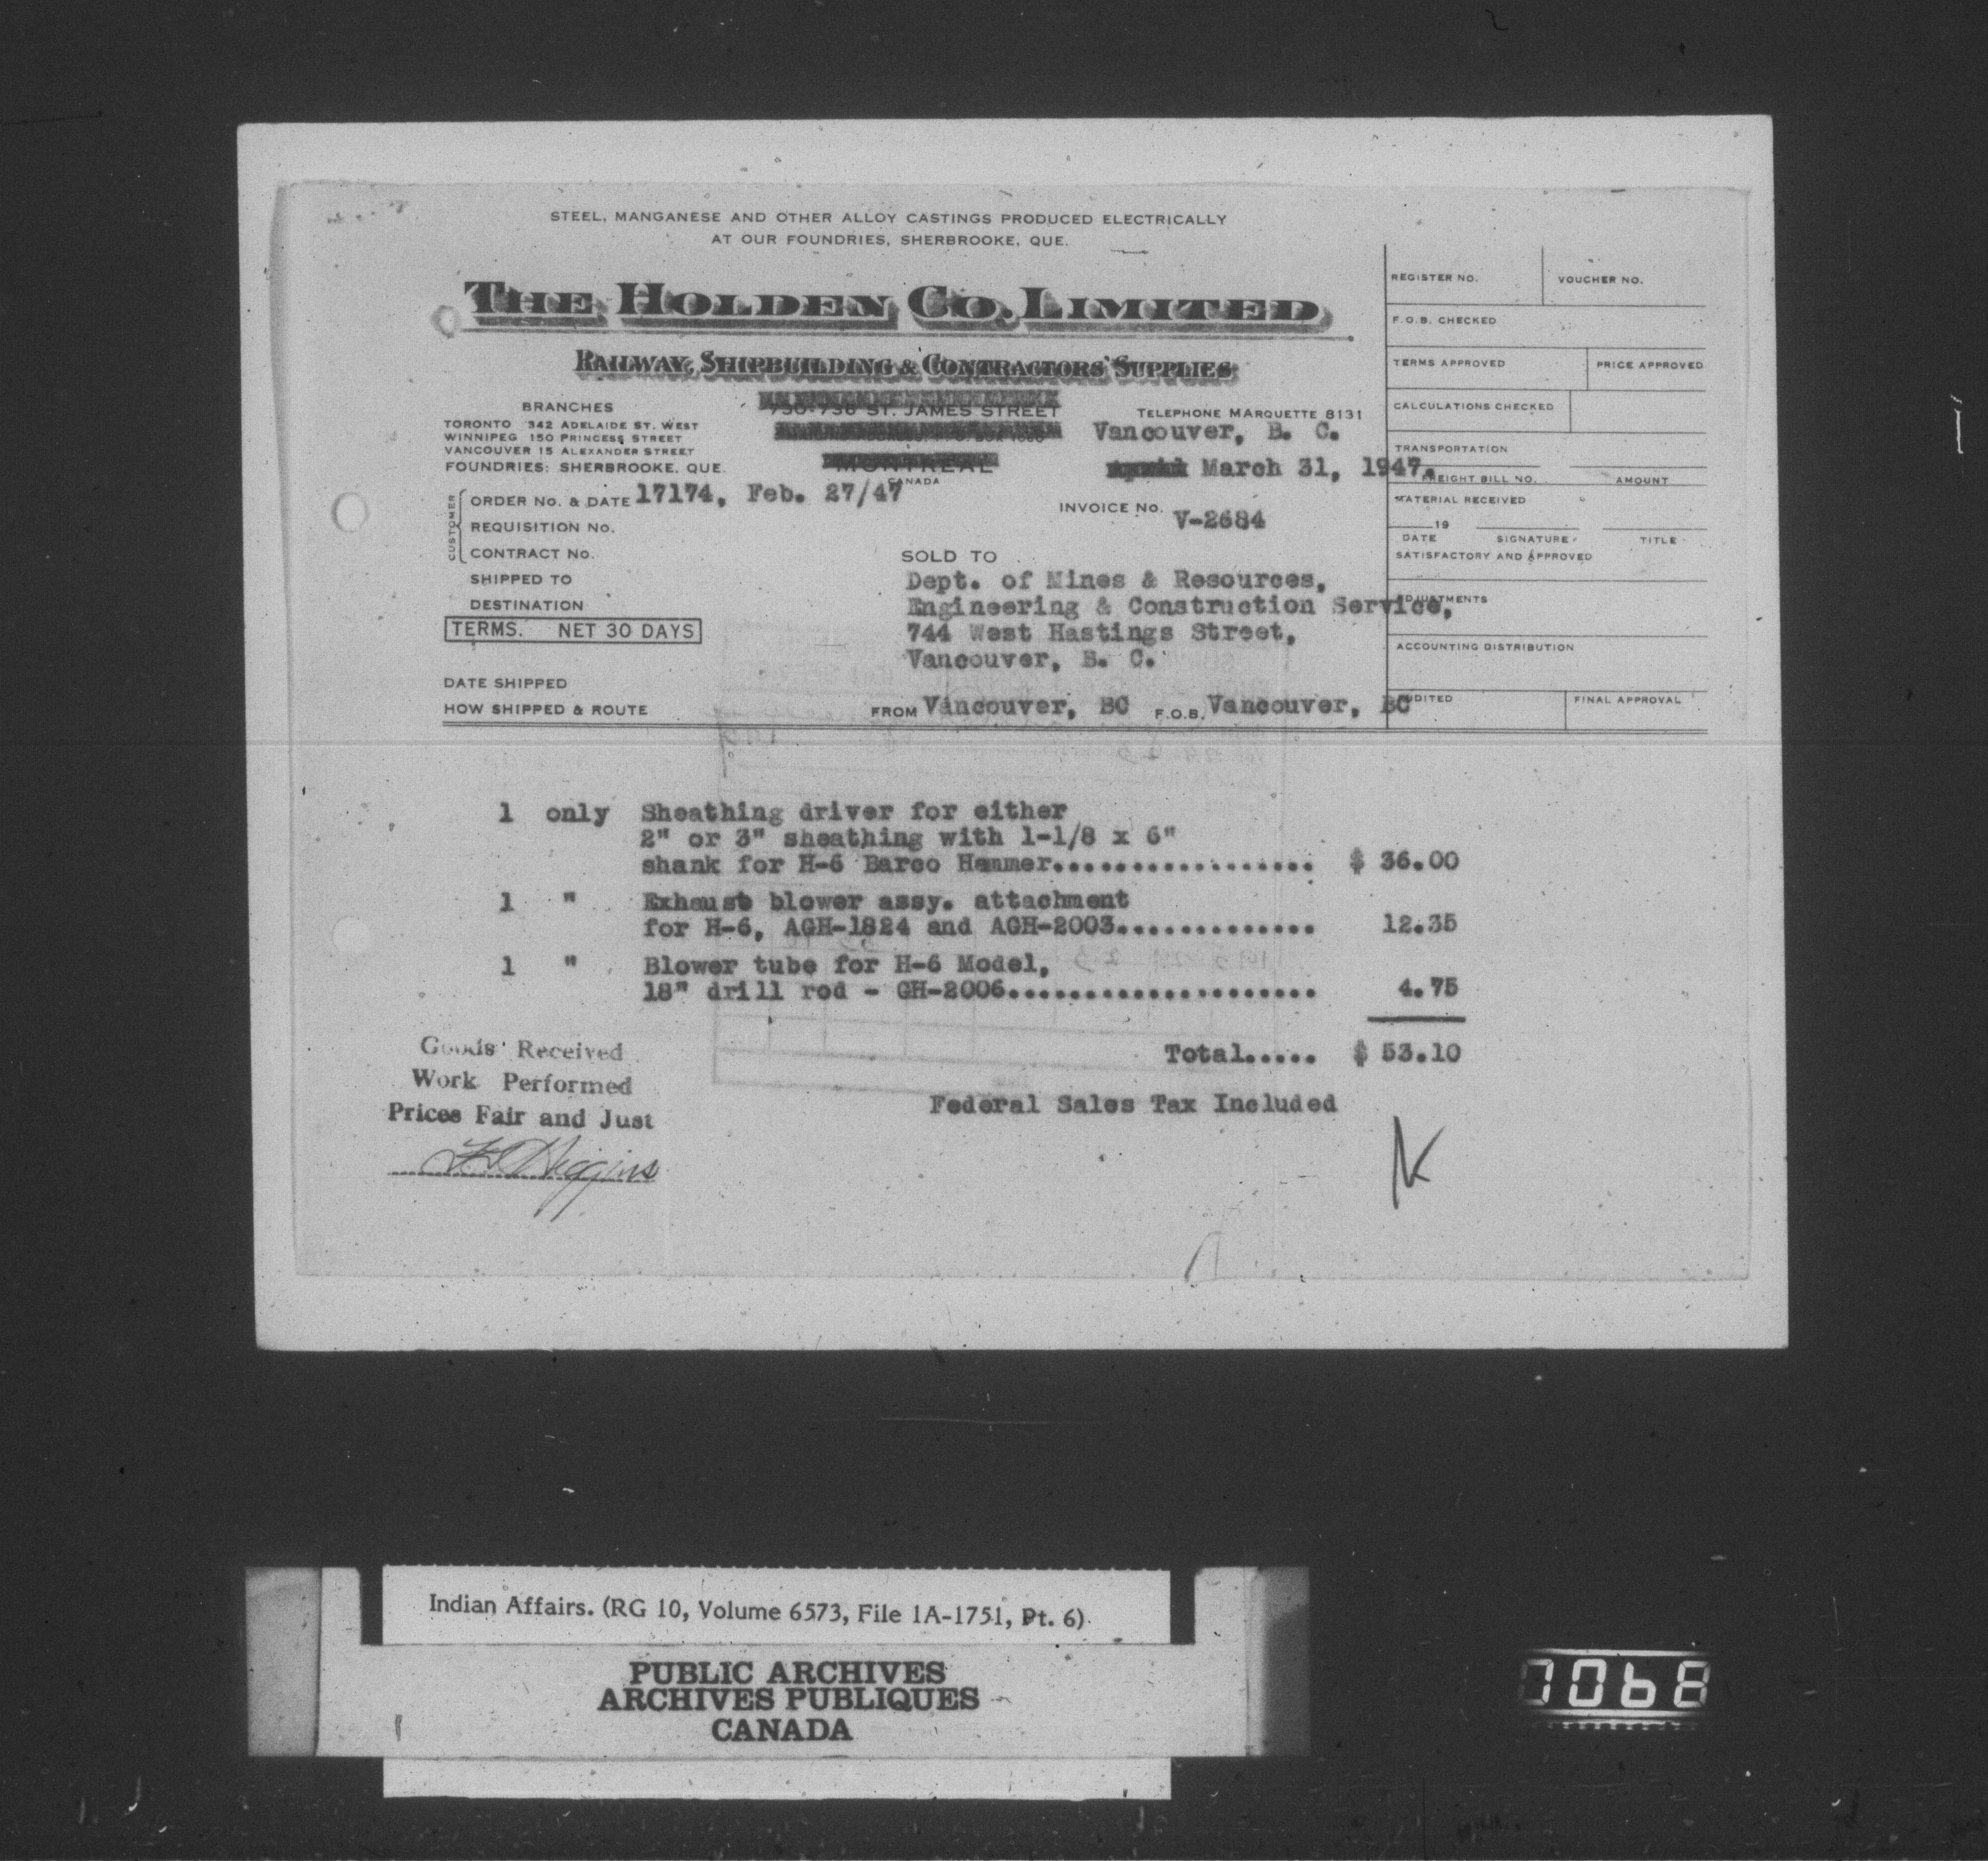 STEEL, MANGANESE AND OTHER ALLOY CASTINGS PRODUCED ELECTRICALLY
AT OUR FOUNDRIES, SHERBROOKE, QUE.
THE HOLDEN CO. LIMITED
RAILWAY, SHIPBUILDING & CONTRACTORS' SUPPLIES
BRANCHES
TORONTO 342 ADELAIDE ST. WEST
WINNIPEG 150 PRINCESS STREET
VANCOUVER 15 ALEXANDER STREET
FOUNDRIES: SHERBROOKE, QUE.
ST. JAMES STREET
MONTREAL
CANADA
TELEPHONE MARQUETTE 8131
Vancouver, B. C.
March 31, 1947.
CUSTOMER
ORDER No. & DATE 17174, Feb. 27/47
REQUISITION No.
CONTRACT No.
SHIPPED TO
DESTINATION
TERMS. NET 30 DAYS
INVOICE No. V-2684
SOLD TO
Dept. of Mines & Resources,
Engineering & Construction Service,
744 West Hastings Street,
Vancouver, B. C.
DATE SHIPPED
HOW SHIPPED & ROUTE
FROM Vancouver, BC F.O.B. Vancouver, BC
REGISTER NO. VOUCHER NO.
F.O.B. CHECKED
TERMS APPROVED PRICE APPROVED
CALCULATIONS CHECKED
TRANSPORTATION
FREIGHT BILL NO. AMOUNT
MATERIAL RECEIVED
19
DATE SIGNATURE TITLE
SATISFACTORY AND APPROVED
ADJUSTMENTS
ACCOUNTING DISTRIBUTION
AUDITED FINAL APPROVAL
1 only Sheathing driver for either
2" or 3" sheathing with 1-1/8 x 6"
shank for H-6 Barco Hammer................. $ 36.00
1 " Exhaust blower assy. attachment
for H-6, AGH-1824 and AGH-2003............. 12.35
1 " Blower tube for H-6 Model,
18" drill rod - GH-2006.................... 4.75
Total..... $ 53.10
Federal Sales Tax Included
Goods Received
Work Performed
Prices Fair and Just
Higgins
Indian Affairs. (RG 10, Volume 6573, File 1A-1751, Pt. 6)
PUBLIC ARCHIVES
ARCHIVES PUBLIQUES
CANADA
7068